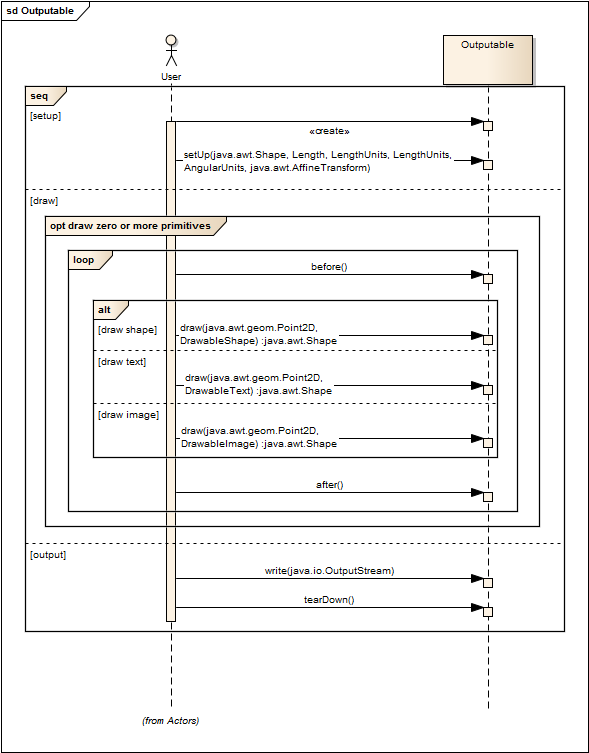 sd Outputable
User
Outputable
seq
[setup]
«create»
setUp(java.awt.Shape, Length, LengthUnits, LengthUnits,
AngularUnits, java.awt.AffineTransform)
[draw]
opt draw zero or more primitives
loop
before()
alt
[draw shape]
draw(java.awt.geom.Point2D,
DrawableShape) :java.awt.Shape
[draw text]
draw(java.awt.geom.Point2D,
DrawableText) :java.awt.Shape
[draw image]
draw(java.awt.geom.Point2D,
DrawableImage) :java.awt.Shape
after()
[output]
write(java.io.OutputStream)
tearDown()
(from Actors)